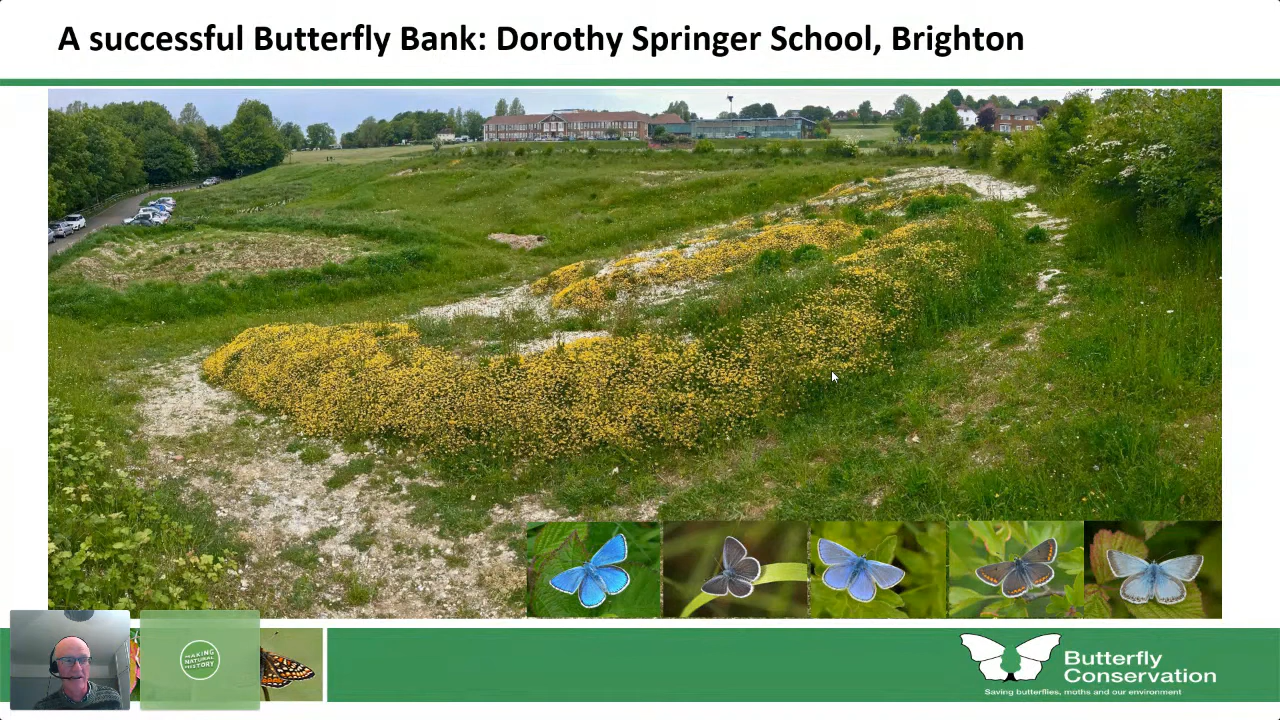 A successful Butterfly Bank: Dorothy Springer School, Brighton
MAKING
NATURAL
HISTORY
Butterfly
Conservation
Saving butterflies, moths and our environment